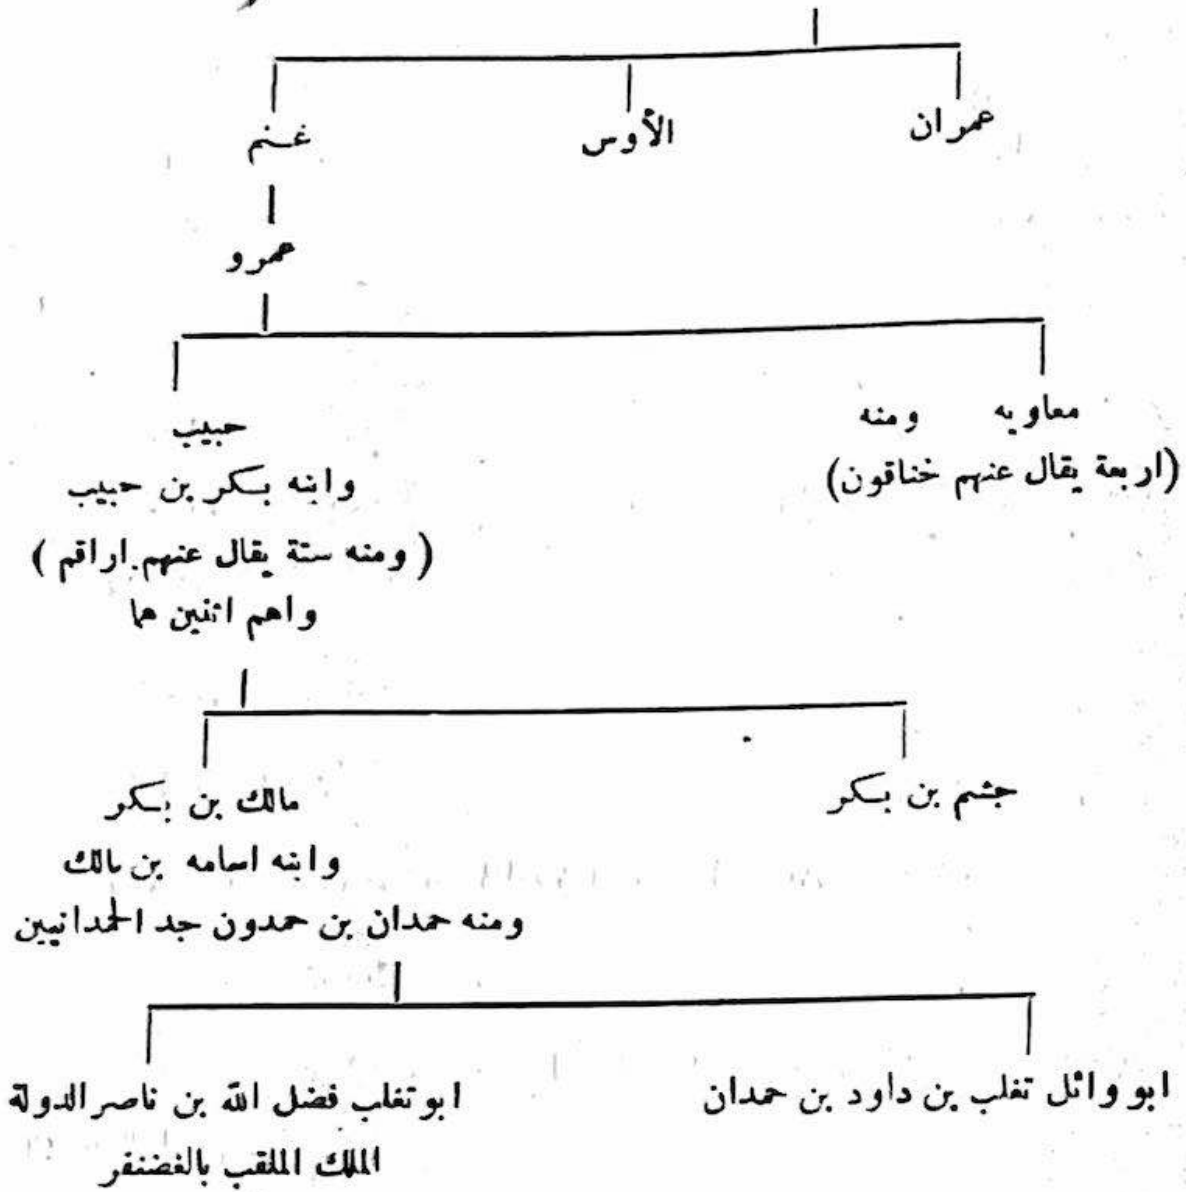 عمران
الأوس
غنم
عمرو
معاويه ومنه
(اربعة يقال عنهم خناقون)
حبيب
وابنه بكر بن حبيب
(ومنه ستة يقال عنهم اراقم)
واهم اثنين هما
جشم بن بكر
مالك بن بكر
وابنه اسامه بن مالك
ومنه حمدان بن حمدون جد الحمدانيين
ابو وائل تغلب بن داود بن حمدان
ابو تغلب فضل الله بن ناصر الدولة
الملك الملقب بالغضنفر